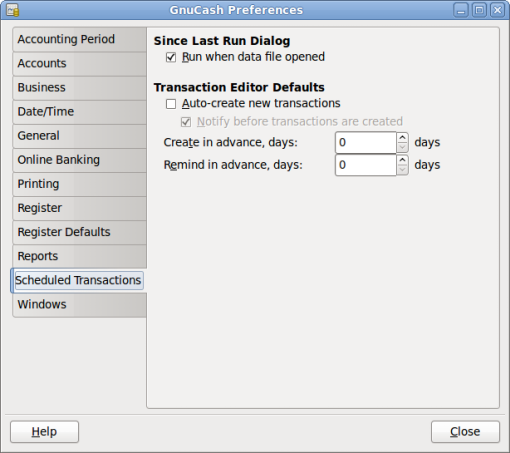 GnuCash Preferences
Accounting Period
Accounts
Business
Date/Time
General
Online Banking
Printing
Register
Register Defaults
Reports
Scheduled Transactions
Windows
Since Last Run Dialog
Run when data file opened
Transaction Editor Defaults
Auto-create new transactions
Notify before transactions are created
Create in advance, days: 0 days
Remind in advance, days: 0 days
Help
Close